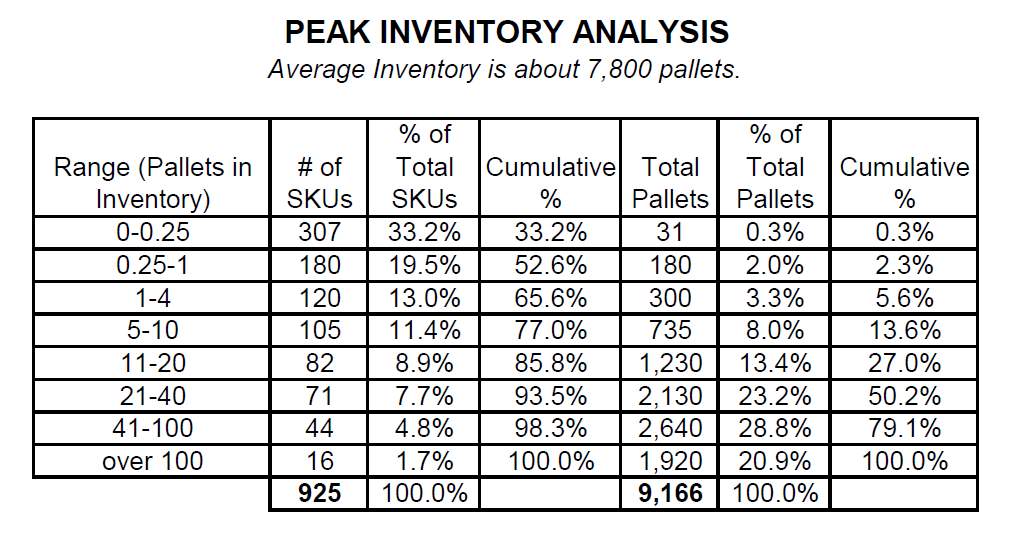 PEAK INVENTORY ANALYSIS
Average Inventory is about 7,800 pallets.
Range (Pallets in Inventory) # of SKUs % of Total SKUs Cumulative % Total Pallets % of Total Pallets Cumulative %
0-0.25 307 33.2% 33.2% 31 0.3% 0.3%
0.25-1 180 19.5% 52.6% 180 2.0% 2.3%
1-4 120 13.0% 65.6% 300 3.3% 5.6%
5-10 105 11.4% 77.0% 735 8.0% 13.6%
11-20 82 8.9% 85.8% 1,230 13.4% 27.0%
21-40 71 7.7% 93.5% 2,130 23.2% 50.2%
41-100 44 4.8% 98.3% 2,640 28.8% 79.1%
over 100 16 1.7% 100.0% 1,920 20.9% 100.0%
925 100.0% 9,166 100.0%